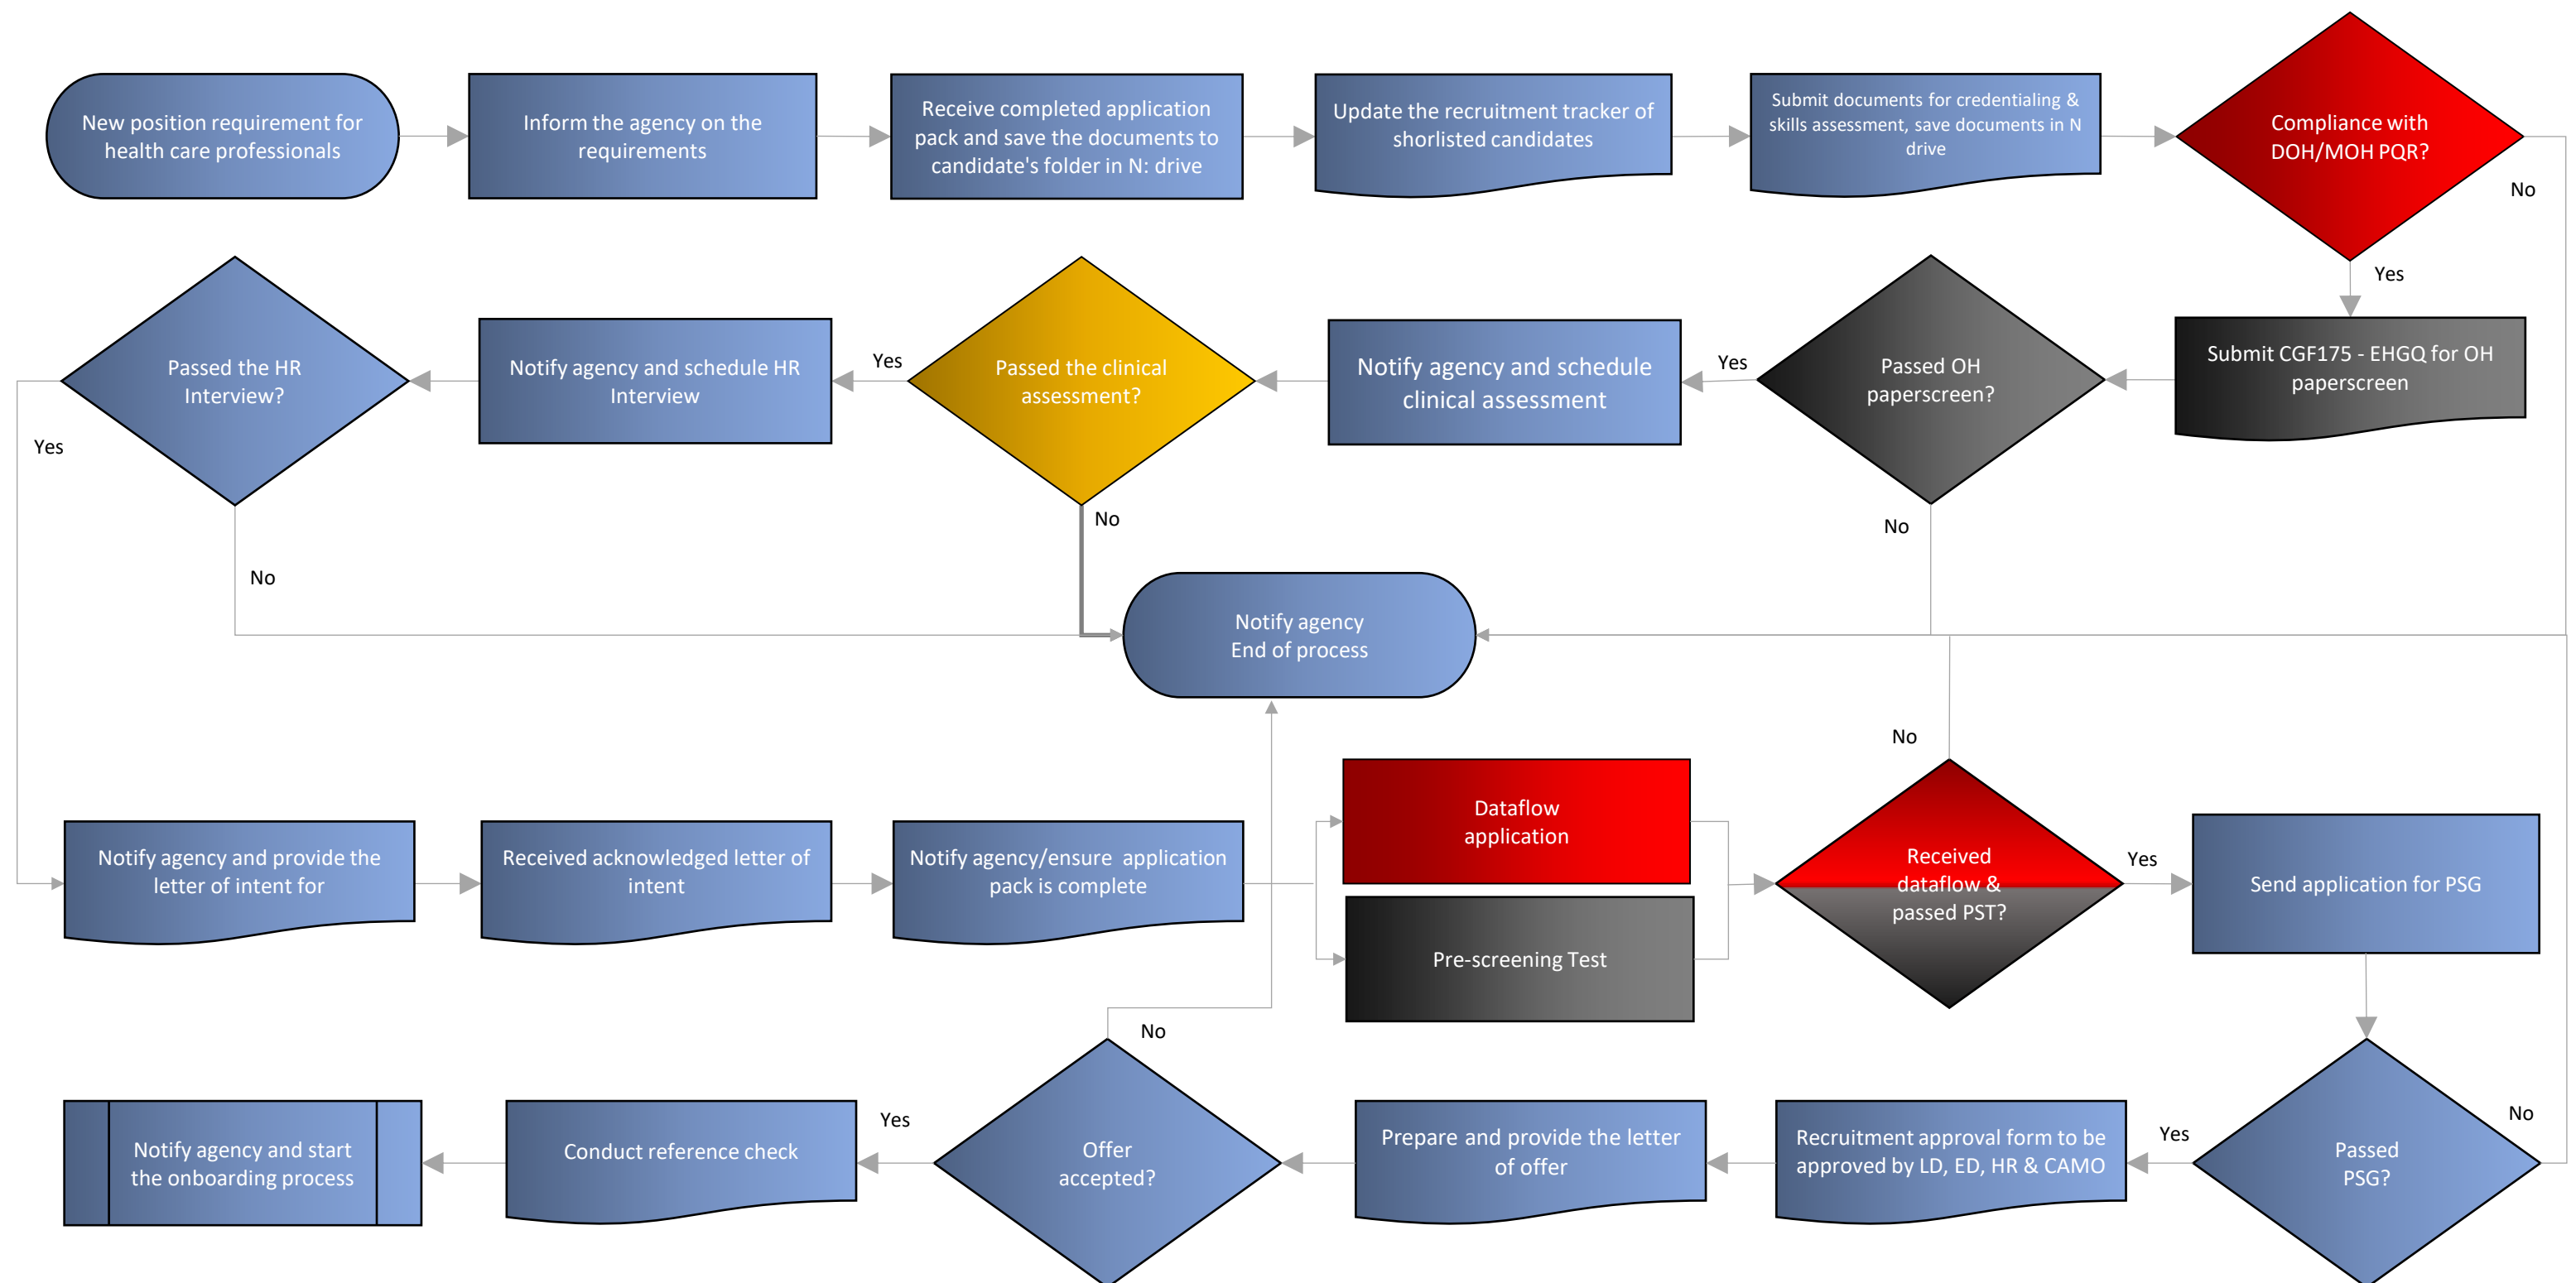 New position requirement for
health care professionals
Inform the agency on the
requirements
Receive completed application
pack and save the documents to
candidate's folder in N: drive
Update the recruitment tracker of
shorlisted candidates
Submit documents for credentialing &
skills assessment, save documents in N
drive
Compliance with
DOH/MOH PQR?
No
Yes
Submit CGF175 - EHGQ for OH
paperscreen
Passed OH
paperscreen?
Yes
No
Notify agency and schedule
clinical assessment
Passed the clinical
assessment?
Yes
No
Notify agency and schedule HR
Interview
Passed the HR
Interview?
Yes
No
Notify agency
End of process
Notify agency and provide the
letter of intent for
Received acknowledged letter of
intent
Notify agency/ensure application
pack is complete
Dataflow
application
Pre-screening Test
No
Received
dataflow &
passed PST?
Yes
Send application for PSG
Passed
PSG?
No
Yes
Recruitment approval form to be
approved by LD, ED, HR & CAMO
Prepare and provide the letter
of offer
Offer
accepted?
No
Yes
Conduct reference check
Notify agency and start
the onboarding process